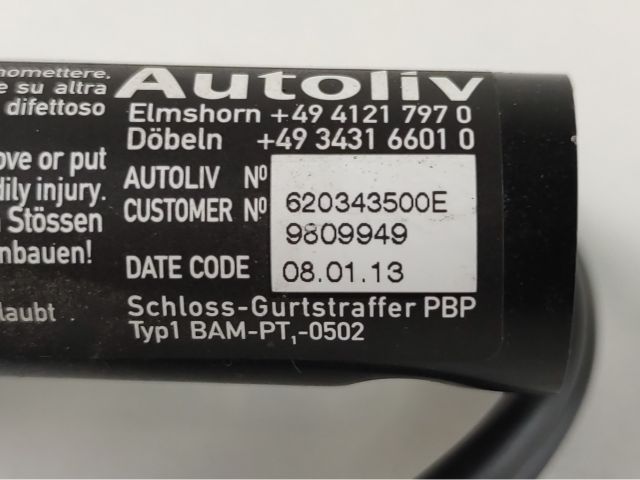 nomettere.
e su altra
difettoso
ove or put
dily injury.
Stössen
nbauen!
laubt
Autoliv
Elmshorn +49 4121 797 0
Döbeln +49 3431 6601 0
AUTOLIV Nº 620343500E
CUSTOMER Nº 9809949
DATE CODE 08.01.13
Schloss-Gurtstraffer PBP
Typ1 BAM-PT₁-0502